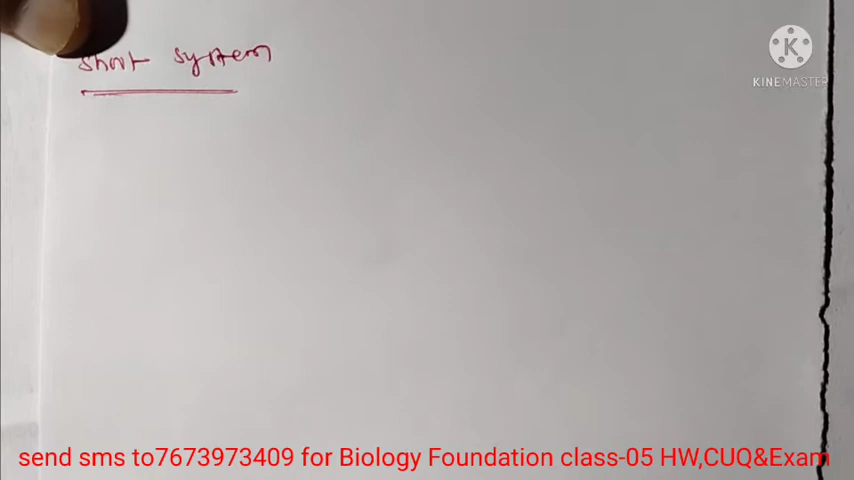 Shoot system
KINEMASTER
send sms to7673973409 for Biology Foundation class-05 HW,CUQ&Exam